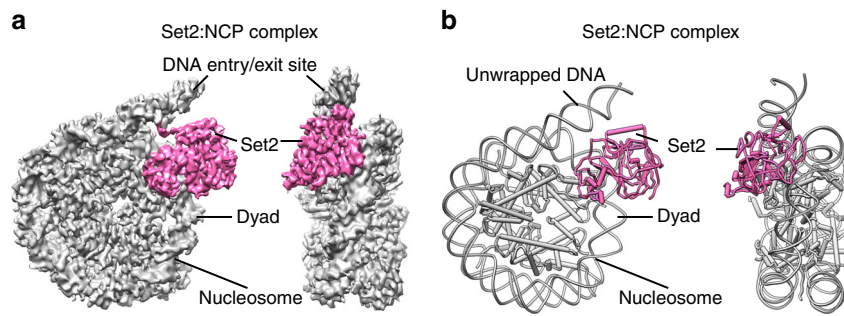 a
Set2:NCP complex
DNA entry/exit site
Set2
Dyad
Nucleosome
b
Set2:NCP complex
Unwrapped DNA
Set2
Dyad
Nucleosome